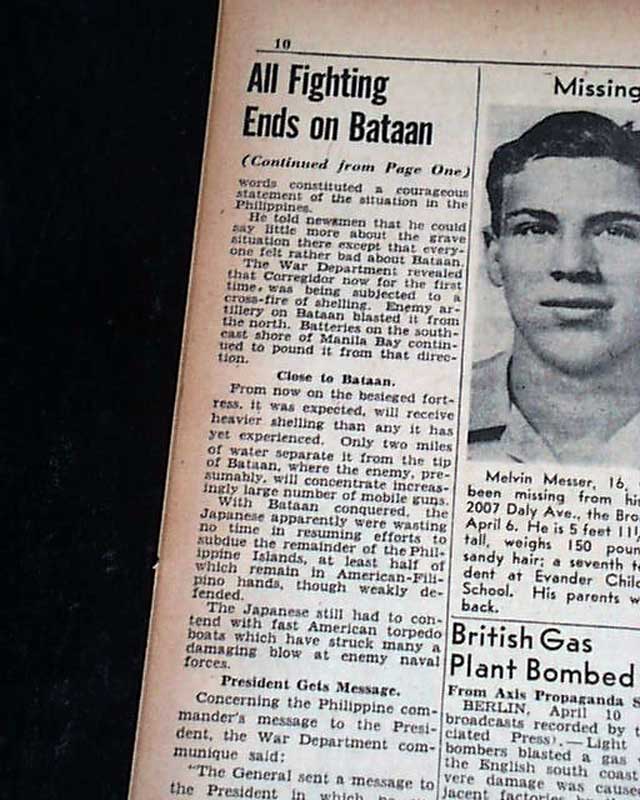 10
All Fighting
Ends on Bataan
(Continued from Page One)
words constituted a courageous
statement of the situation in the
Philippines.
He told newsmen that he could
say little more about the grave
situation there except that every-
one felt rather bad about Bataan.
The War Department revealed
that Corregidor now for the first
time, was being subjected to a
cross-fire of shelling. Enemy ar-
tillery on Bataan blasted it from
the north. Batteries on the south-
east shore of Manila Bay contin-
ued to pound it from that direc-
tion.
Close to Bataan.
From now on the besieged fort-
ress, it was expected, will receive
heavier shelling than any it has
yet experienced. Only two miles
of water separate it from the tip
of Bataan, where the enemy, pre-
sumably, will concentrate increas-
ingly large number of mobile guns.
With Bataan conquered, the
Japanese apparently were wasting
no time in resuming efforts to
subdue the remainder of the Phil-
ippine Islands, at least half of
which remain in American-Fili-
pino hands, though weakly de-
fended.
The Japanese still had to con-
tend with fast American torpedo
boats which have struck many a
damaging blow at enemy naval
forces.
President Gets Message.
Concerning the Philippine com-
mander's message to the Presi-
dent, the War Department com-
munique said:
"The General sent a message to
the President in which he
Missing
Melvin Messer, 16,
been missing from his
2007 Daly Ave., the Bro
April 6. He is 5 feet 11½
tall, weighs 150 poun
sandy hair; a seventh te
dent at Evander Child
School. His parents w
back.
British Gas
Plant Bombed
From Axis Propaganda S
BERLIN, April 10
broadcasts recorded by t
ciated Press).—Light
bombers blasted a gas
the English south coast
vere damage was cause
jacent factories